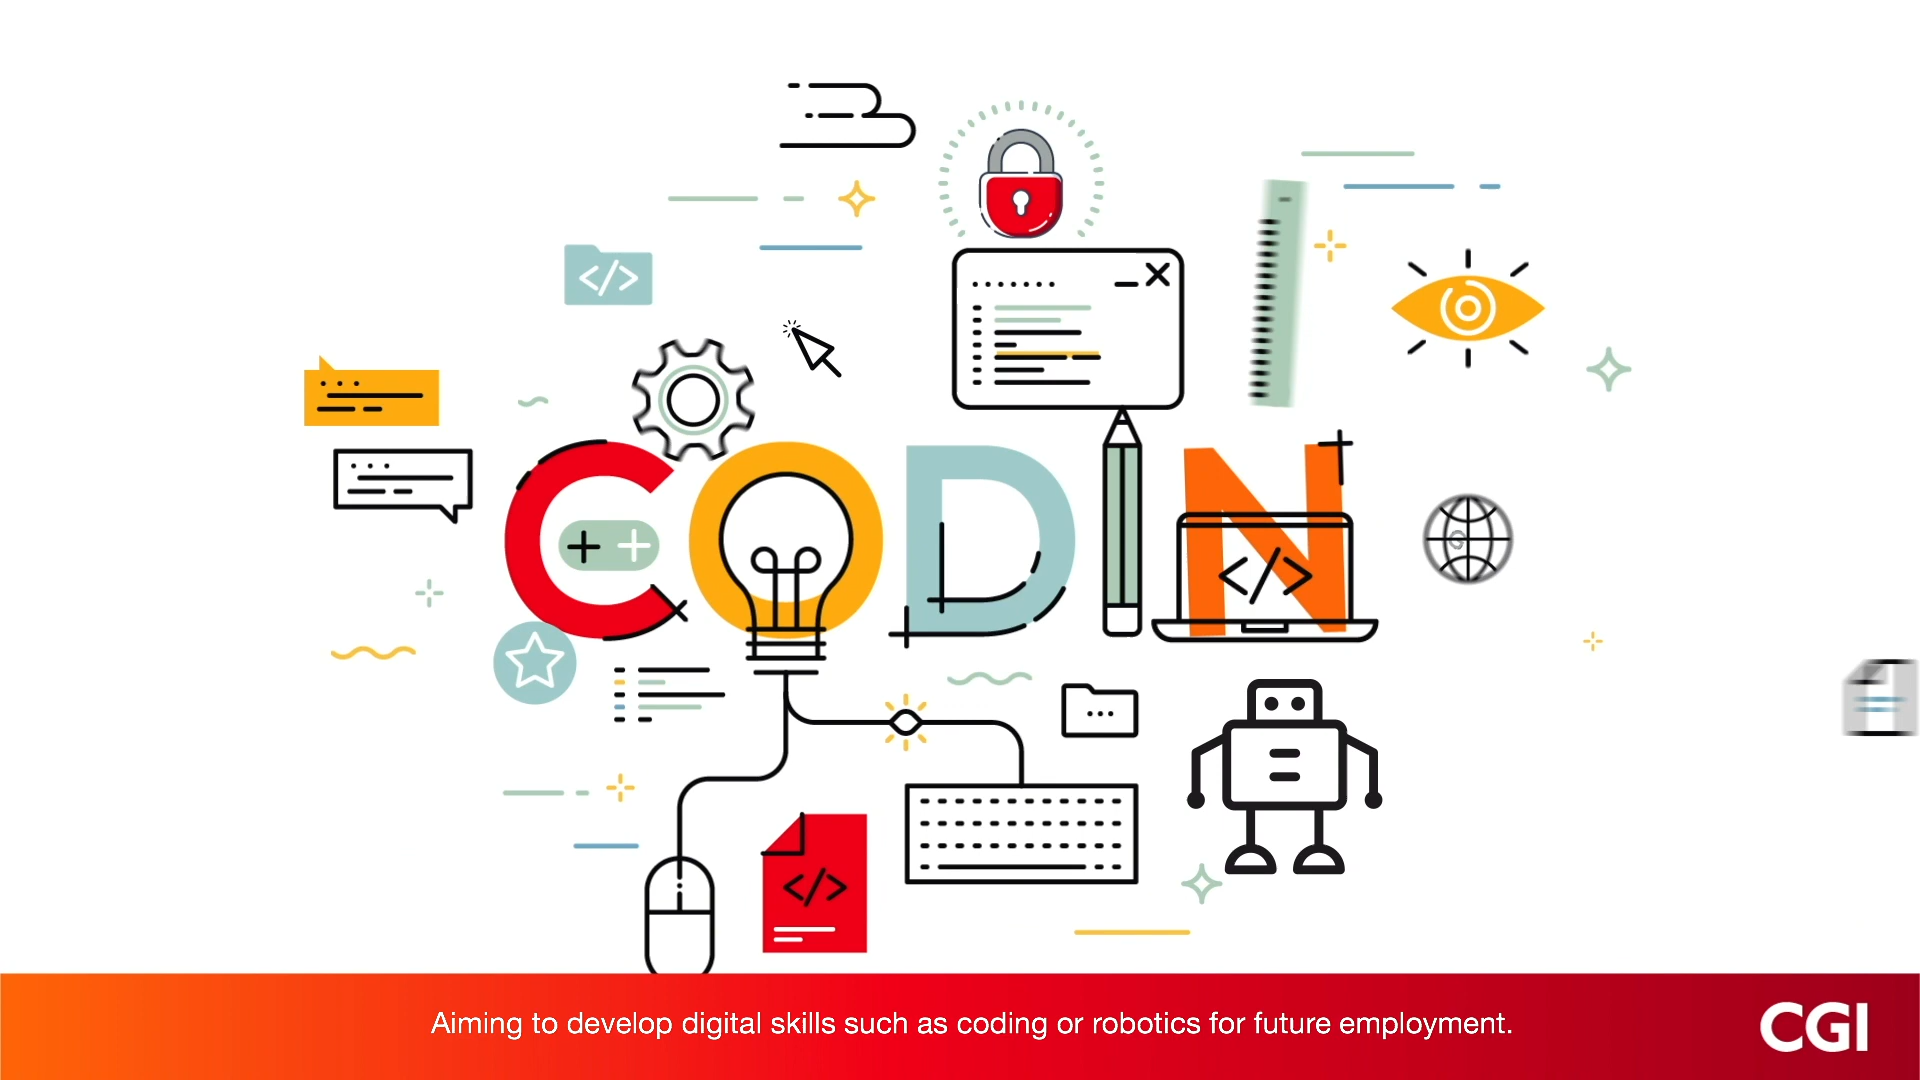 CODIN
Aiming to develop digital skills such as coding or robotics for future employment.
CGI